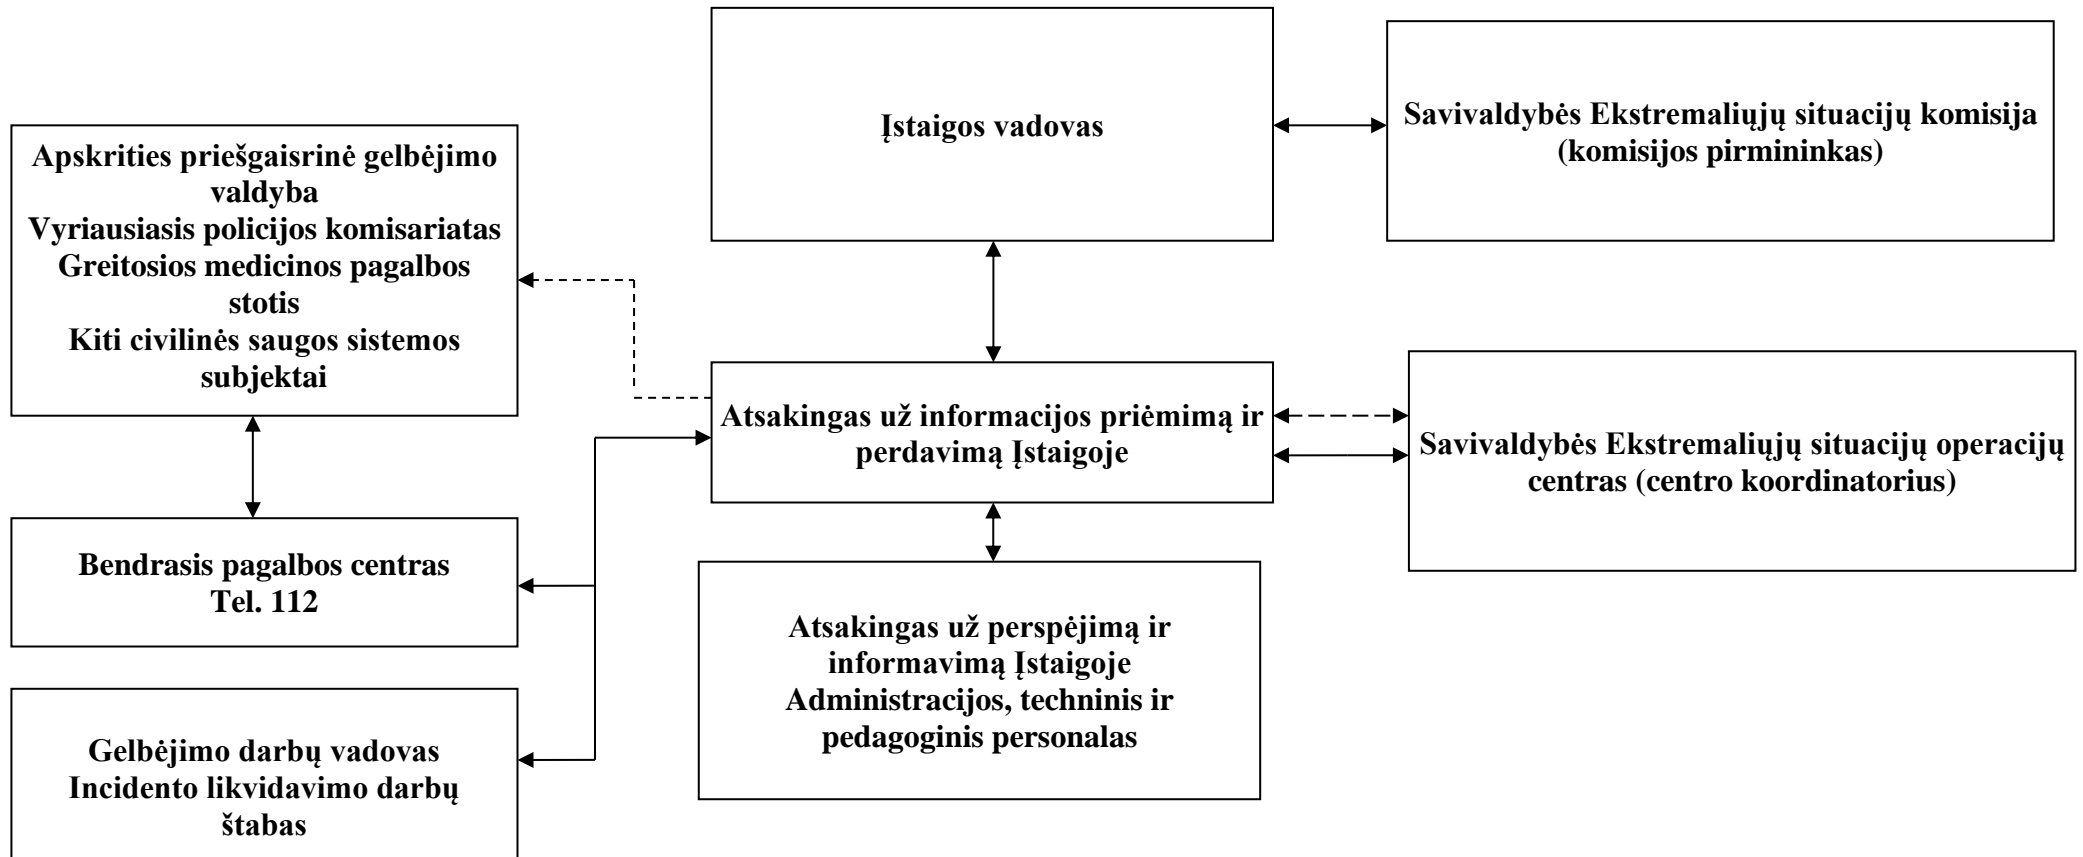 Įstaigos vadovas
Savivaldybės Ekstremaliųjų situacijų komisija
(komisijos pirmininkas)
Apskrities priešgaisrinė gelbėjimo
valdyba
Vyriausiasis policijos komisariatas
Greitosios medicinos pagalbos
stotis
Kiti civilinės saugos sistemos
subjektai
Atsakingas už informacijos priėmimą ir
perdavimą Įstaigoje
Savivaldybės Ekstremaliųjų situacijų operacijų
centras (centro koordinatorius)
Bendrasis pagalbos centras
Tel. 112
Atsakingas už perspėjimą ir
informavimą Įstaigoje
Administracijos, techninis ir
pedagoginis personalas
Gelbėjimo darbų vadovas
Incidento likvidavimo darbų
štabas